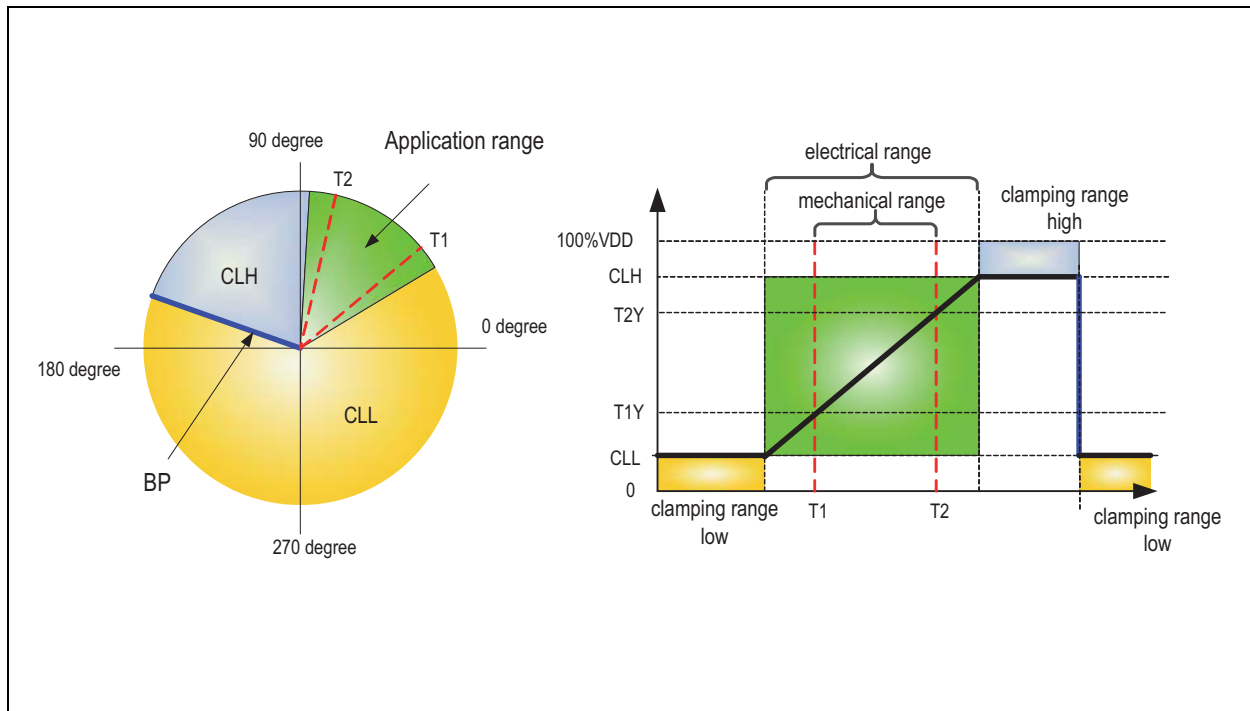 90 degree
Application range
T2
T1
CLH
0 degree
180 degree
CLL
BP
270 degree
electrical range
mechanical range
clamping range
high
100%VDD
CLH
T2Y
T1Y
CLL
0
clamping range
low
T1
T2
clamping range
low